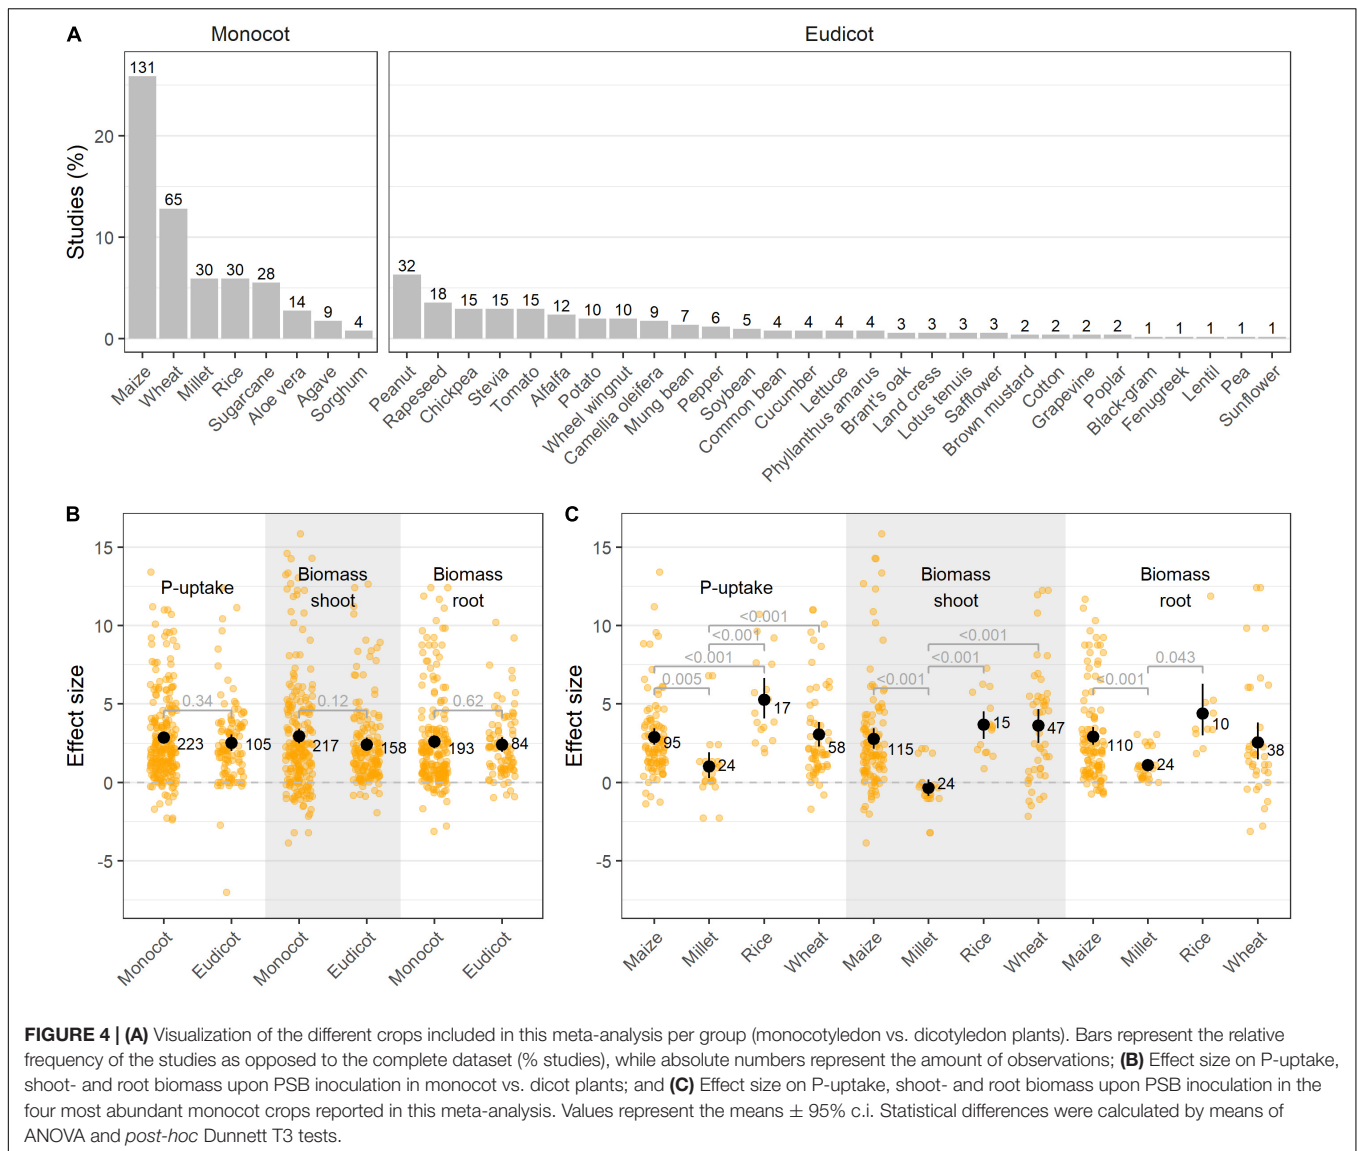 A
Monocot
Eudicot
Studies (%)
20
10
0
131
65
30
30
28
14
9
4
32
18
15
15
15
12
10
10
9
7
6
5
4
4
4
4
3
3
3
3
2
2
2
2
1
1
1
1
1
Maize
Wheat
Millet
Rice
Sugarcane
Aloe vera
Agave
Sorghum
Peanut
Rapeseed
Chickpea
Stevia
Tomato
Alfalfa
Potato
Wheel wingnut
Camellia oleifera
Mung bean
Pepper
Soybean
Common bean
Cucumber
Lettuce
Phyllanthus amarus
Brant's oak
Land cress
Lotus tenuis
Safflower
Brown mustard
Cotton
Grapevine
Poplar
Black-gram
Fenugreek
Lentil
Pea
Sunflower
B
Effect size
15
10
5
0
-5
P-uptake
Biomass
shoot
Biomass
root
0.34
0.12
0.62
223
105
217
158
193
84
Monocot
Eudicot
Monocot
Eudicot
Monocot
Eudicot
C
Effect size
15
10
5
0
-5
P-uptake
Biomass
shoot
Biomass
root
<0.001
<0.001
<0.001
0.005
<0.001
<0.001
<0.001
0.043
<0.001
95
24
17
58
115
24
15
47
110
24
10
38
Maize
Millet
Rice
Wheat
Maize
Millet
Rice
Wheat
Maize
Millet
Rice
Wheat
FIGURE 4 | (A) Visualization of the different crops included in this meta-analysis per group (monocotyledon vs. dicotyledon plants). Bars represent the relative
frequency of the studies as opposed to the complete dataset (% studies), while absolute numbers represent the amount of observations; (B) Effect size on P-uptake,
shoot- and root biomass upon PSB inoculation in monocot vs. dicot plants; and (C) Effect size on P-uptake, shoot- and root biomass upon PSB inoculation in the
four most abundant monocot crops reported in this meta-analysis. Values represent the means ± 95% c.i. Statistical differences were calculated by means of
ANOVA and post-hoc Dunnett T3 tests.